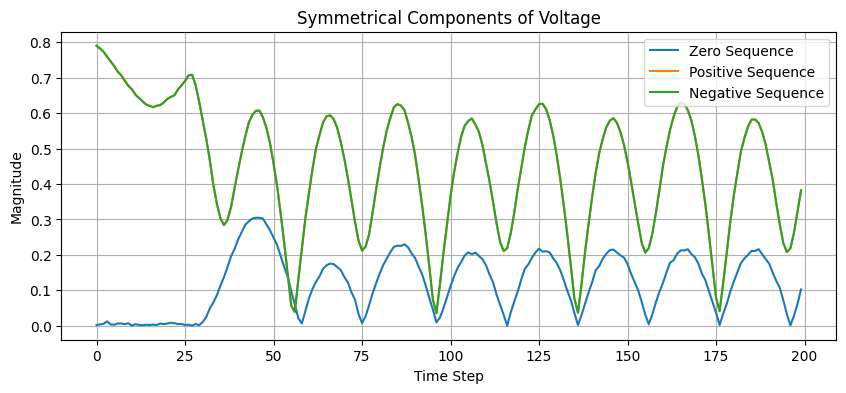 Symmetrical Components of Voltage
Zero Sequence
Positive Sequence
Negative Sequence
0.8
0.7
0.6
0.5
0.4
0.3
0.2
0.1
0.0
Magnitude
0 25 50 75 100 125 150 175 200
Time Step